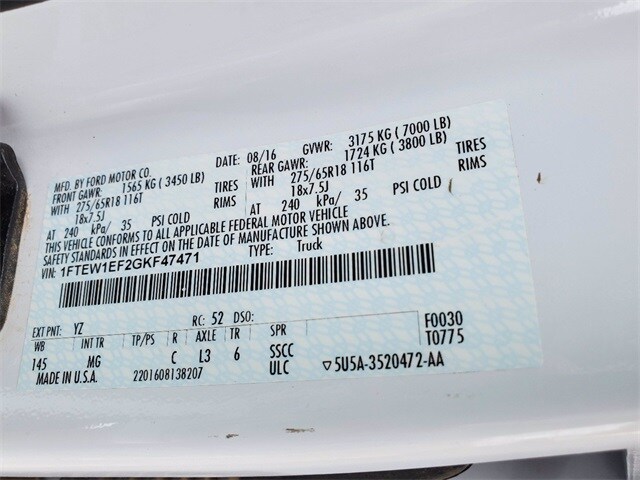 MFD. BY FORD MOTOR CO. DATE: 08/16 GVWR: 3175 KG ( 7000 LB)
FRONT GAWR: 1565 KG ( 3450 LB) REAR GAWR: 1724 KG ( 3800 LB)
WITH 275/65R18 116T TIRES WITH 275/65R18 116T TIRES
18x7.5J RIMS 18x7.5J RIMS
AT 240 kPa/ 35 PSI COLD AT 240 kPa/ 35 PSI COLD
THIS VEHICLE CONFORMS TO ALL APPLICABLE FEDERAL MOTOR VEHICLE
SAFETY STANDARDS IN EFFECT ON THE DATE OF MANUFACTURE SHOWN ABOVE.
VIN: 1FTEW1EF2GKF47471 TYPE: Truck
EXT PNT: YZ RC: 52 DSO: F0030
WB INT TR TP/PS R AXLE TR SPR T0775
145 MG C L3 6 SSCC
MADE IN U.S.A. 2201608138207 ULC ▽5U5A-3520472-AA